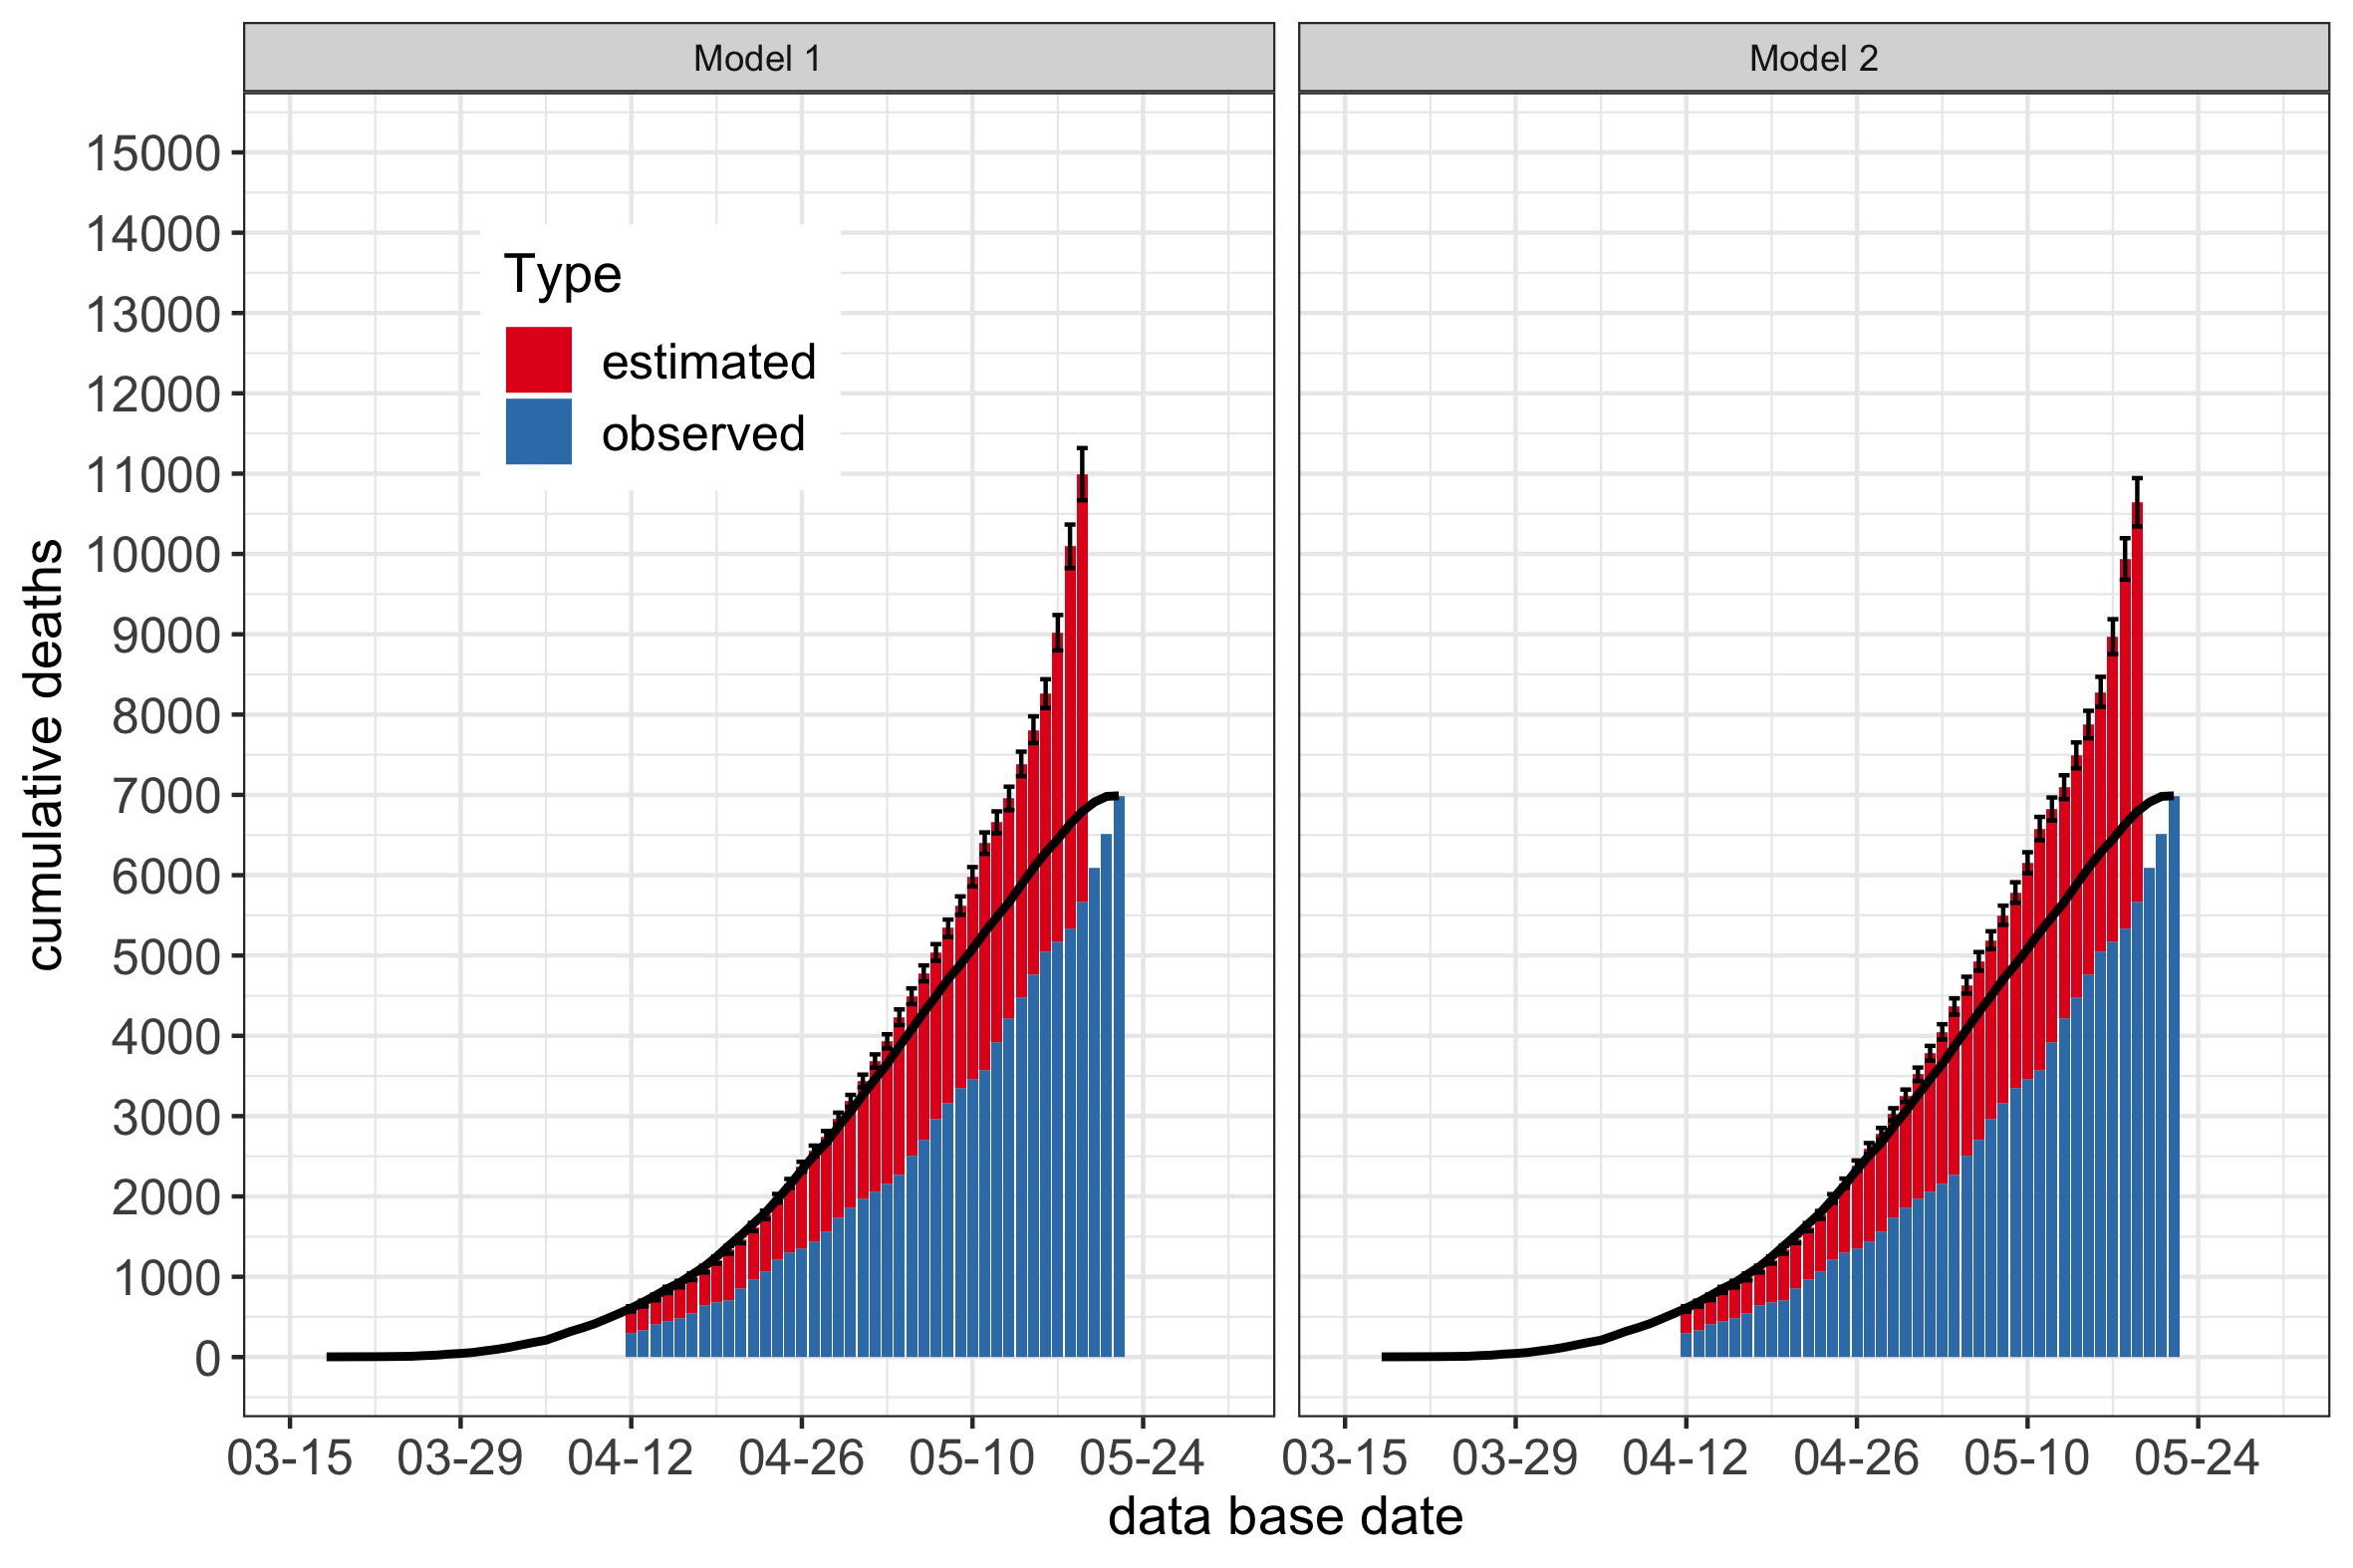 Model 1
Model 2
cumulative deaths
15000
14000
13000
12000
11000
10000
9000
8000
7000
6000
5000
4000
3000
2000
1000
0
Type
estimated
observed
03-15 03-29 04-12 04-26 05-10 05-24
03-15 03-29 04-12 04-26 05-10 05-24
data base date